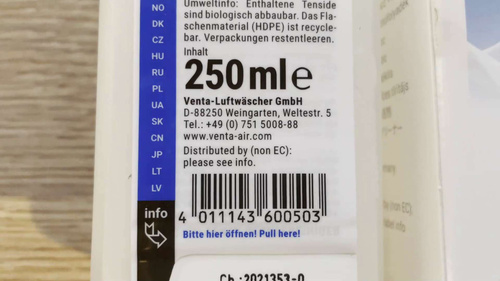 NO
DK
CZ
HU
RU
PL
UA
SK
CN
JP
LT
LV
info
Umweltinfo: Enthaltene Tenside
sind biologisch abbaubar. Das Fla-
schenmaterial (HDPE) ist recycle-
bar. Verpackungen restentleeren.
Inhalt
250 ml ℮
Venta-Luftwäscher GmbH
D-88250 Weingarten, Weltestr. 5
Tel.: +49 (0) 751 5008-88
www.venta-air.com
Distributed by (non EC):
please see info.
4 011143 600503
Bitte hier öffnen! Pull here!
Ch.:2021353-0